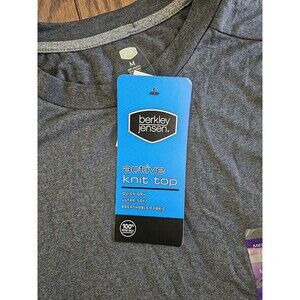 M
berkley
jensen
active
knit top
QUICK DRY
ULTRA SOFT
BREATHABLE FABRIC
100%